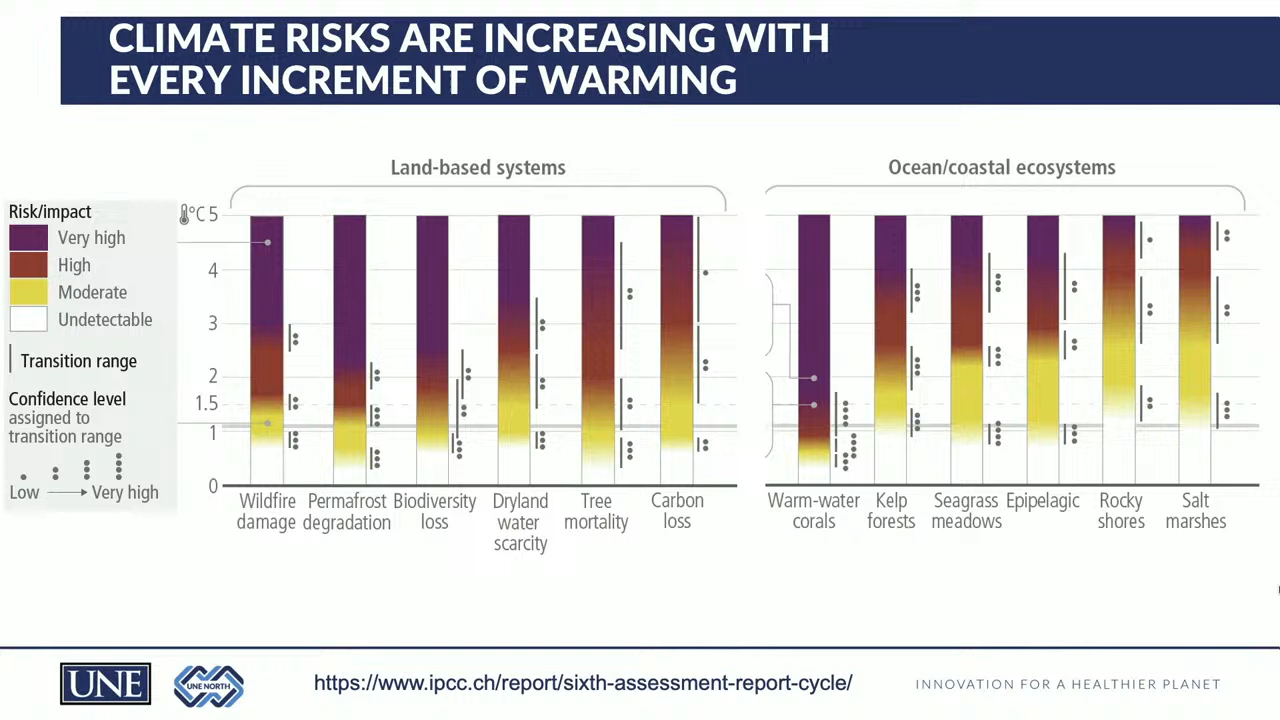 CLIMATE RISKS ARE INCREASING WITH
EVERY INCREMENT OF WARMING
Land-based systems
Ocean/coastal ecosystems
Risk/impact
Very high
High
Moderate
Undetectable
Transition range
Confidence level
assigned to
transition range
Low
Very high
°C 5
4
3
2
1.5
1
0
Wildfire
damage
Permafrost
degradation
Biodiversity
loss
Dryland
water
scarcity
Tree
mortality
Carbon
loss
Warm-water
corals
Kelp
forests
Seagrass
meadows
Epipelagic
Rocky
shores
Salt
marshes
UNE
UNE NORTH
https://www.ipcc.ch/report/sixth-assessment-report-cycle/
INNOVATION FOR A HEALTHIER PLANET